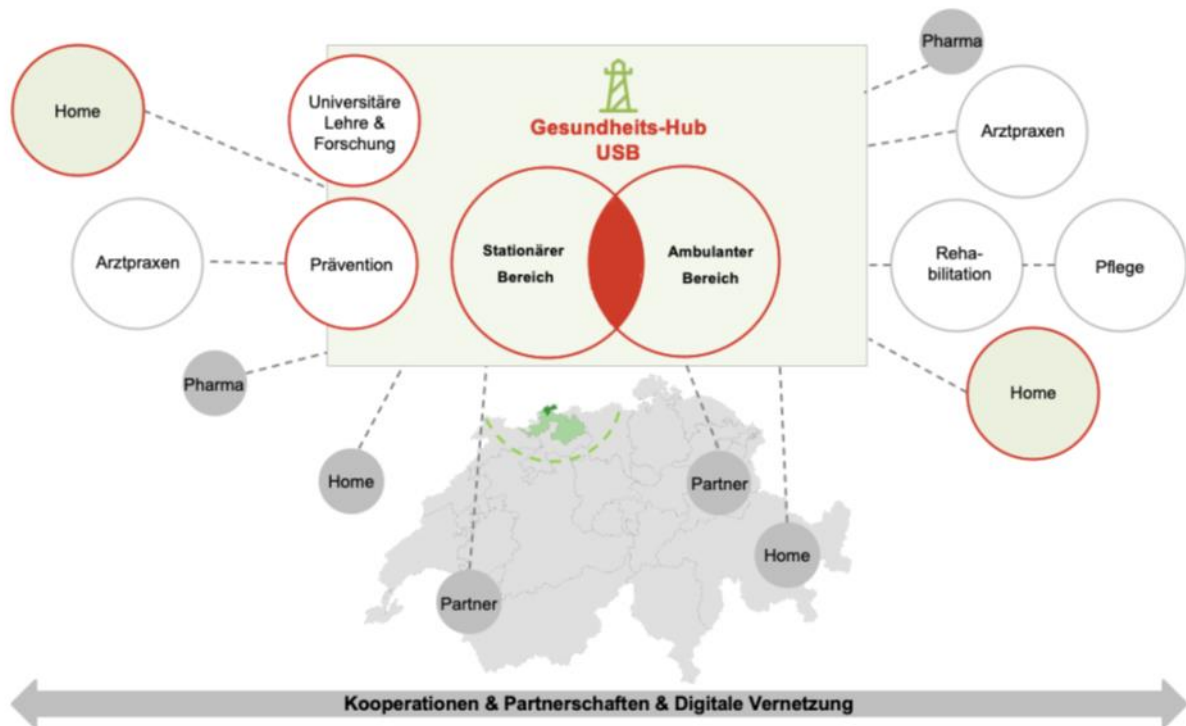 Pharma
Home
Universitäre
Lehre &
Forschung
Gesundheits-Hub
USB
Arztpraxen
Arztpraxen
Prävention
Stationärer
Bereich
Ambulanter
Bereich
Reha-
bilitation
Pflege
Pharma
Home
Home
Partner
Home
Partner
Kooperationen & Partnerschaften & Digitale Vernetzung